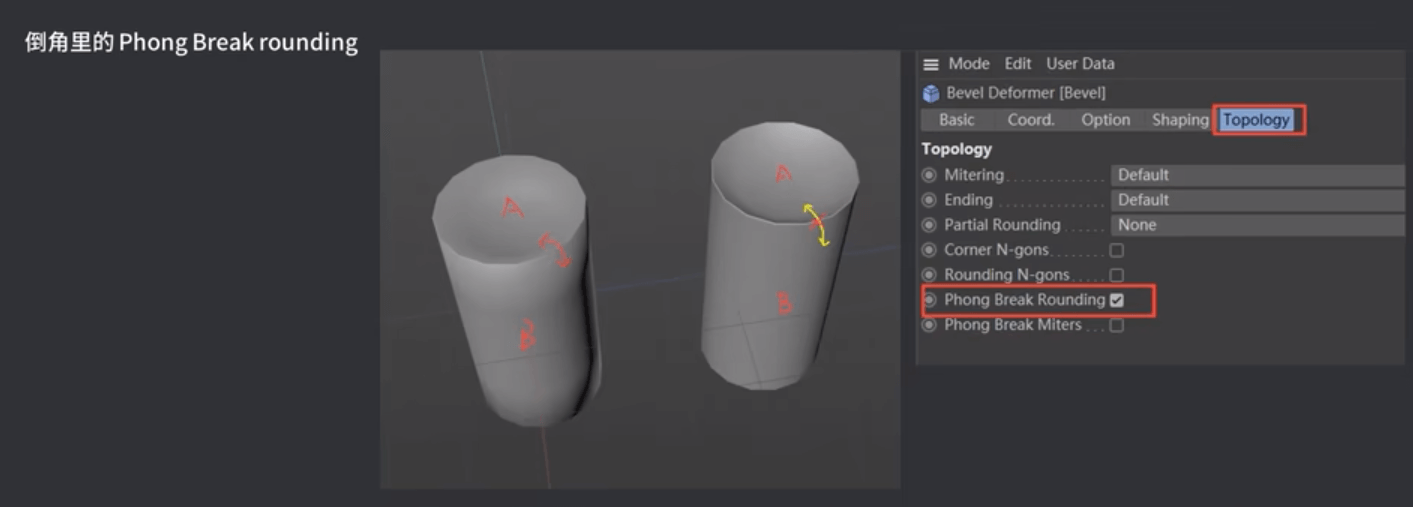 倒角里的 Phong Break rounding
A
B
A
B
Mode Edit User Data
Bevel Deformer [Bevel]
Basic Coord. Option Shaping Topology
Topology
Mitering Default
Ending Default
Partial Rounding None
Corner N-gons
Rounding N-gons
Phong Break Rounding
Phong Break Miters